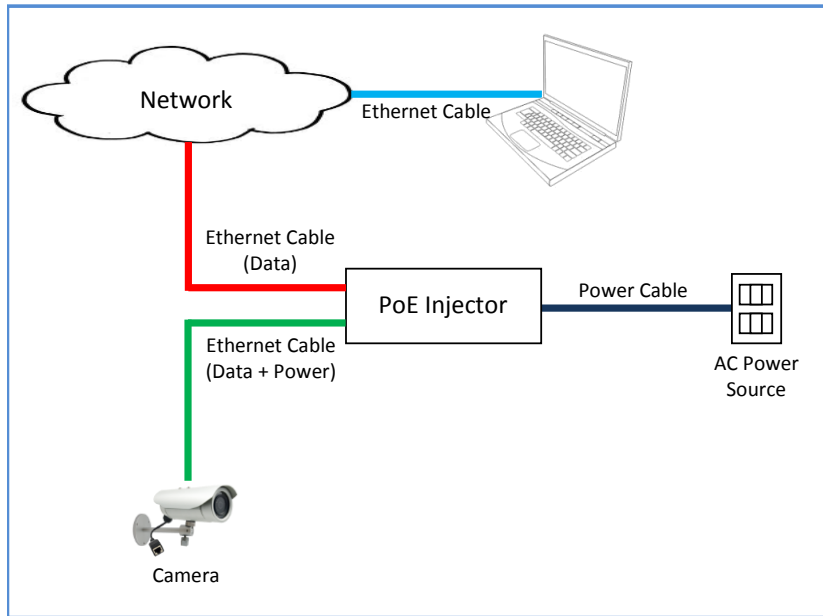 Network
Ethernet Cable
Ethernet Cable
(Data)
PoE Injector
Power Cable
Ethernet Cable
(Data + Power)
AC Power
Source
Camera